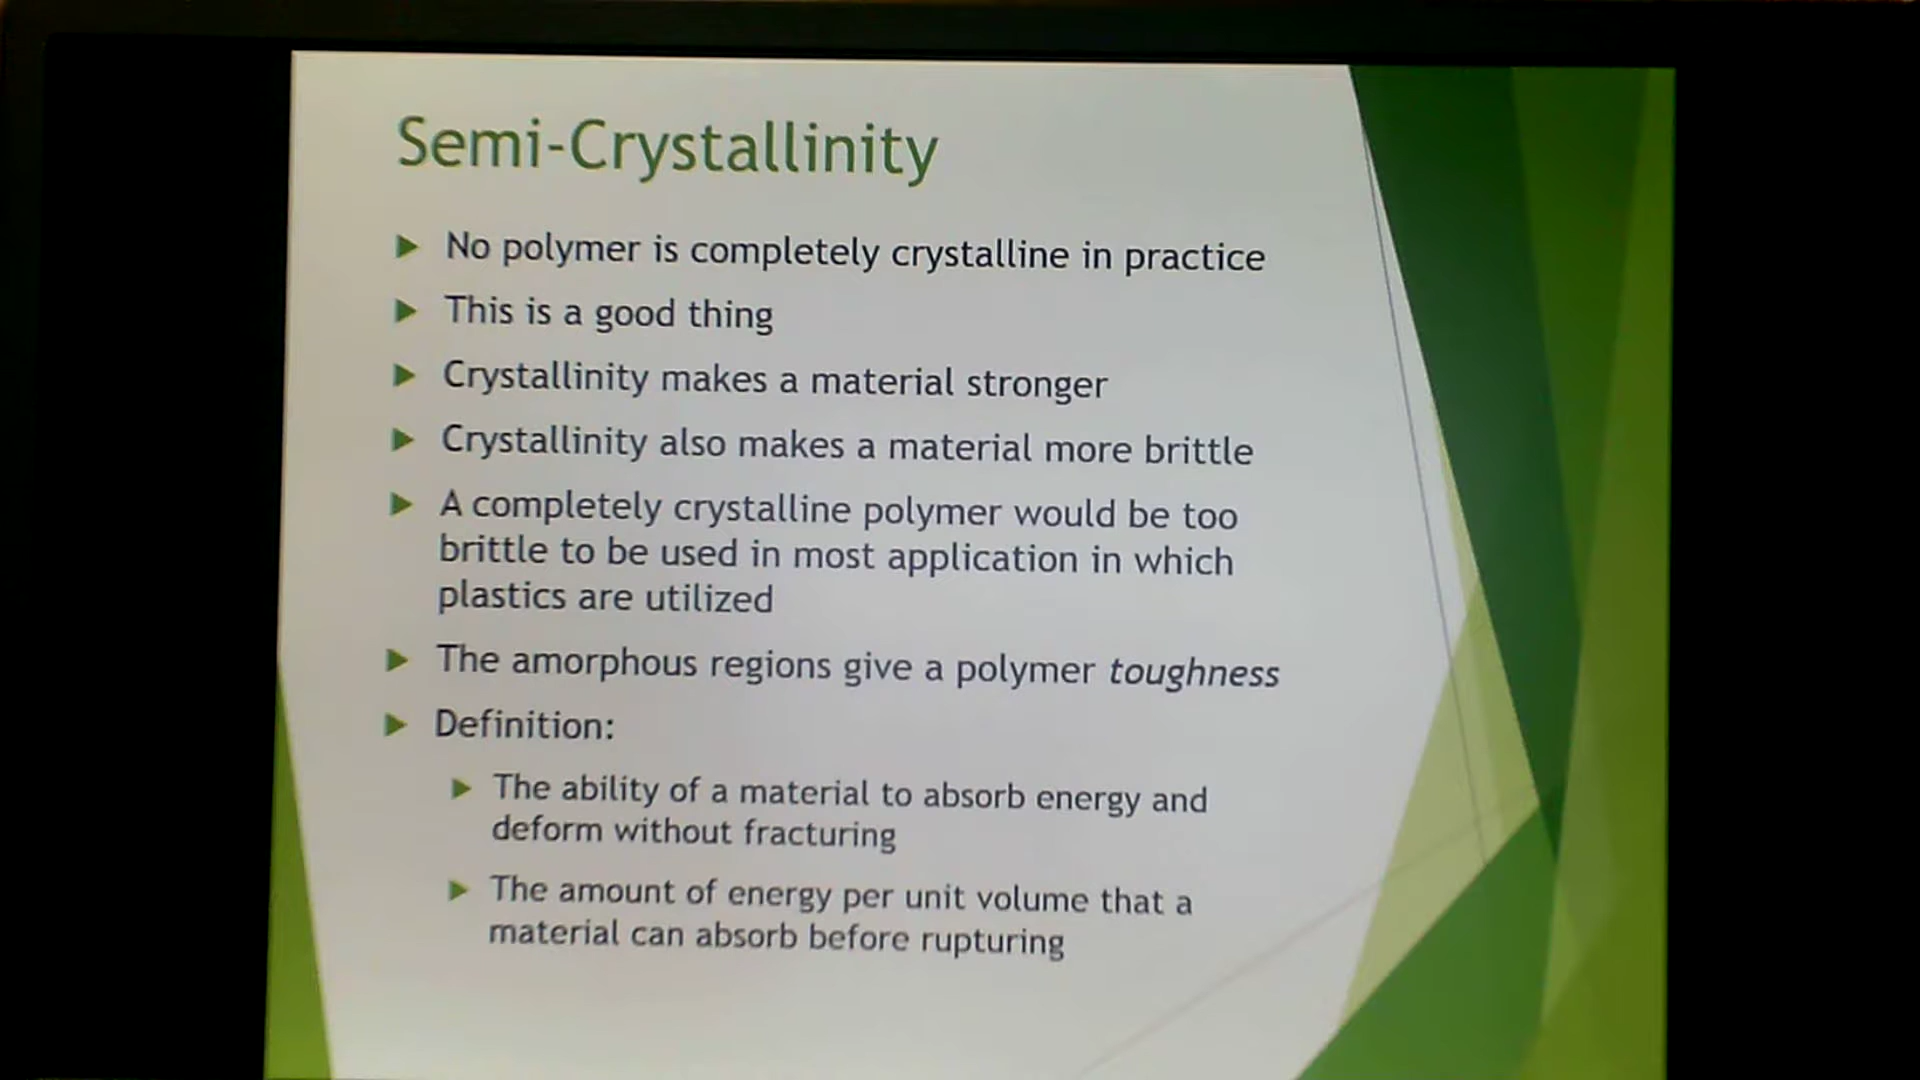 Semi-Crystallinity
No polymer is completely crystalline in practice
This is a good thing
Crystallinity makes a material stronger
Crystallinity also makes a material more brittle
A completely crystalline polymer would be too
brittle to be used in most application in which
plastics are utilized
The amorphous regions give a polymer toughness
Definition:
The ability of a material to absorb energy and
deform without fracturing
The amount of energy per unit volume that a
material can absorb before rupturing